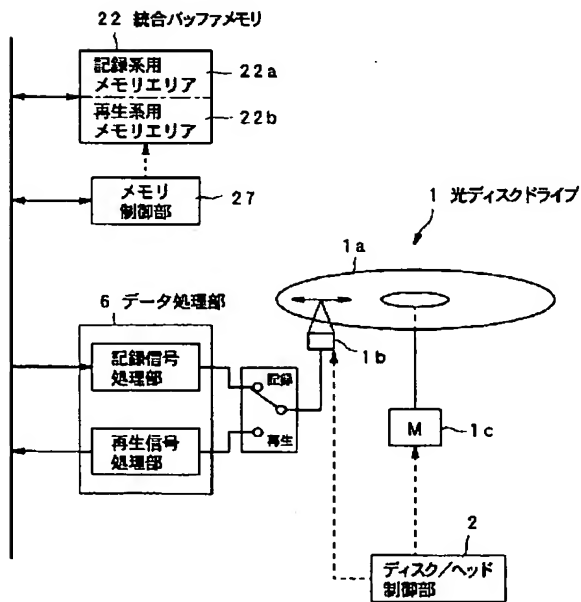 22 統合バッファメモリ
記録系用
メモリエリア
22a
再生系用
メモリエリア
22b
メモリ
制御部
27
1 光ディスクドライブ
1a
6 データ処理部
記録信号
処理部
記録
1b
再生信号
処理部
再生
M
1c
2
ディスク/ヘッド
制御部